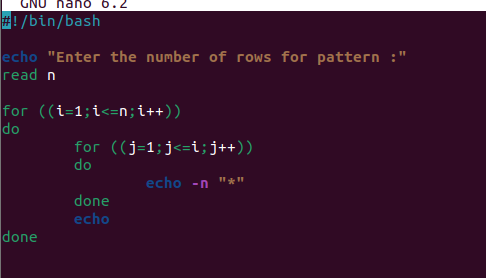 GNU nano 6.2
#!/bin/bash
echo "Enter the number of rows for pattern :"
read n
for ((i=1;i<=n;i++))
do
        for ((j=1;j<=i;j++))
        do
                echo -n "*"
        done
        echo
done